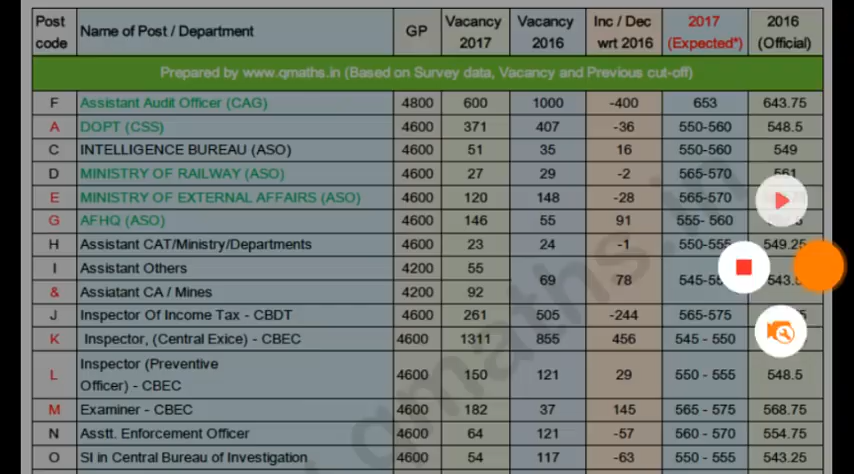 Post code Name of Post / Department GP Vacancy 2017 Vacancy 2016 Inc / Dec wrt 2016 2017 (Expected*) 2016 (Official)
Prepared by www.qmaths.in (Based on Survey data, Vacancy and Previous cut-off)
F Assistant Audit Officer (CAG) 4800 600 1000 -400 653 643.75
A DOPT (CSS) 4600 371 407 -36 550-560 548.5
C INTELLIGENCE BUREAU (ASO) 4600 51 35 16 550-560 549
D MINISTRY OF RAILWAY (ASO) 4600 27 29 -2 565-570 561
E MINISTRY OF EXTERNAL AFFAIRS (ASO) 4600 120 148 -28 565-570
G AFHQ (ASO) 4600 146 55 91 555- 560
H Assistant CAT/Ministry/Departments 4600 23 24 -1 550-555 549.25
I Assistant Others 4200 55
& Assiatant CA / Mines 4200 92 69 78
J Inspector Of Income Tax - CBDT 4600 261 505 -244 565-575
K Inspector, (Central Exice) - CBEC 4600 1311 855 456 545 - 550
L Inspector (Preventive Officer) - CBEC 4600 150 121 29 550 - 555 548.5
M Examiner - CBEC 4600 182 37 145 565 - 575 568.75
N Asstt. Enforcement Officer 4600 64 121 -57 560 - 570 554.75
O SI in Central Bureau of Investigation 4600 54 117 -63 550 - 555 543.25